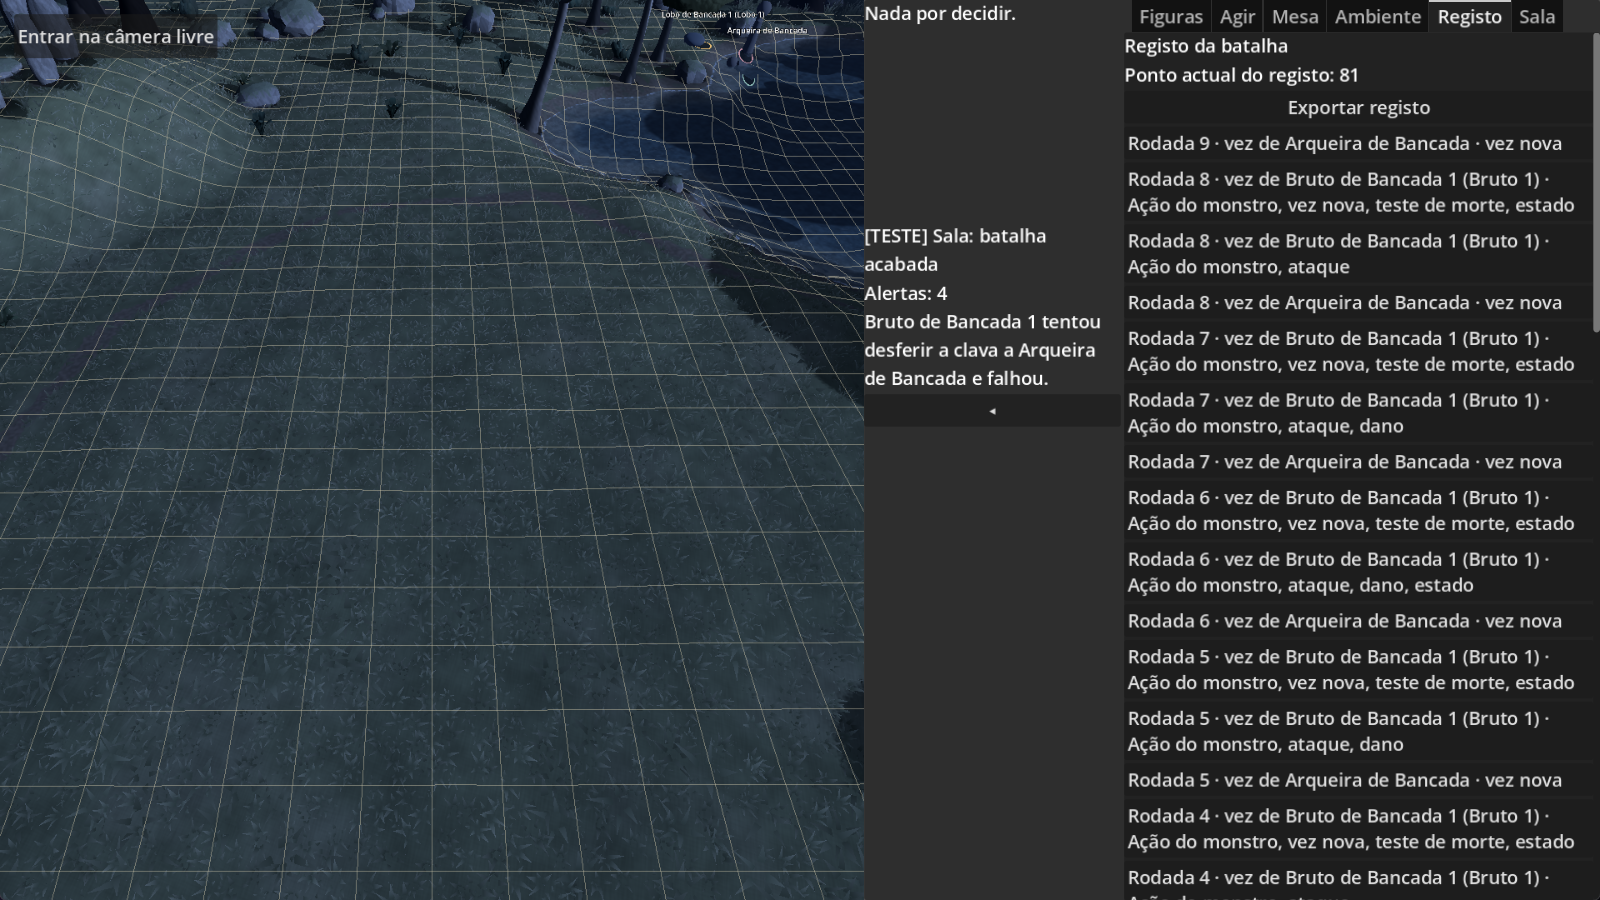 Entrar na câmera livre
Lobo de Bancada 1 (Lobo 1)
Arqueira de Bancada
Nada por decidir.
[TESTE] Sala: batalha
acabada
Alertas: 4
Bruto de Bancada 1 tentou
desferir a clava a Arqueira
de Bancada e falhou.
Figuras Agir Mesa Ambiente Registo Sala
Registo da batalha
Ponto actual do registo: 81
Exportar registo
Rodada 9 · vez de Arqueira de Bancada · vez nova
Rodada 8 · vez de Bruto de Bancada 1 (Bruto 1) ·
Ação do monstro, vez nova, teste de morte, estado
Rodada 8 · vez de Bruto de Bancada 1 (Bruto 1) ·
Ação do monstro, ataque
Rodada 8 · vez de Arqueira de Bancada · vez nova
Rodada 7 · vez de Bruto de Bancada 1 (Bruto 1) ·
Ação do monstro, vez nova, teste de morte, estado
Rodada 7 · vez de Bruto de Bancada 1 (Bruto 1) ·
Ação do monstro, ataque, dano
Rodada 7 · vez de Arqueira de Bancada · vez nova
Rodada 6 · vez de Bruto de Bancada 1 (Bruto 1) ·
Ação do monstro, vez nova, teste de morte, estado
Rodada 6 · vez de Bruto de Bancada 1 (Bruto 1) ·
Ação do monstro, ataque, dano, estado
Rodada 6 · vez de Arqueira de Bancada · vez nova
Rodada 5 · vez de Bruto de Bancada 1 (Bruto 1) ·
Ação do monstro, vez nova, teste de morte, estado
Rodada 5 · vez de Bruto de Bancada 1 (Bruto 1) ·
Ação do monstro, ataque, dano
Rodada 5 · vez de Arqueira de Bancada · vez nova
Rodada 4 · vez de Bruto de Bancada 1 (Bruto 1) ·
Ação do monstro, vez nova, teste de morte, estado
Rodada 4 · vez de Bruto de Bancada 1 (Bruto 1) ·